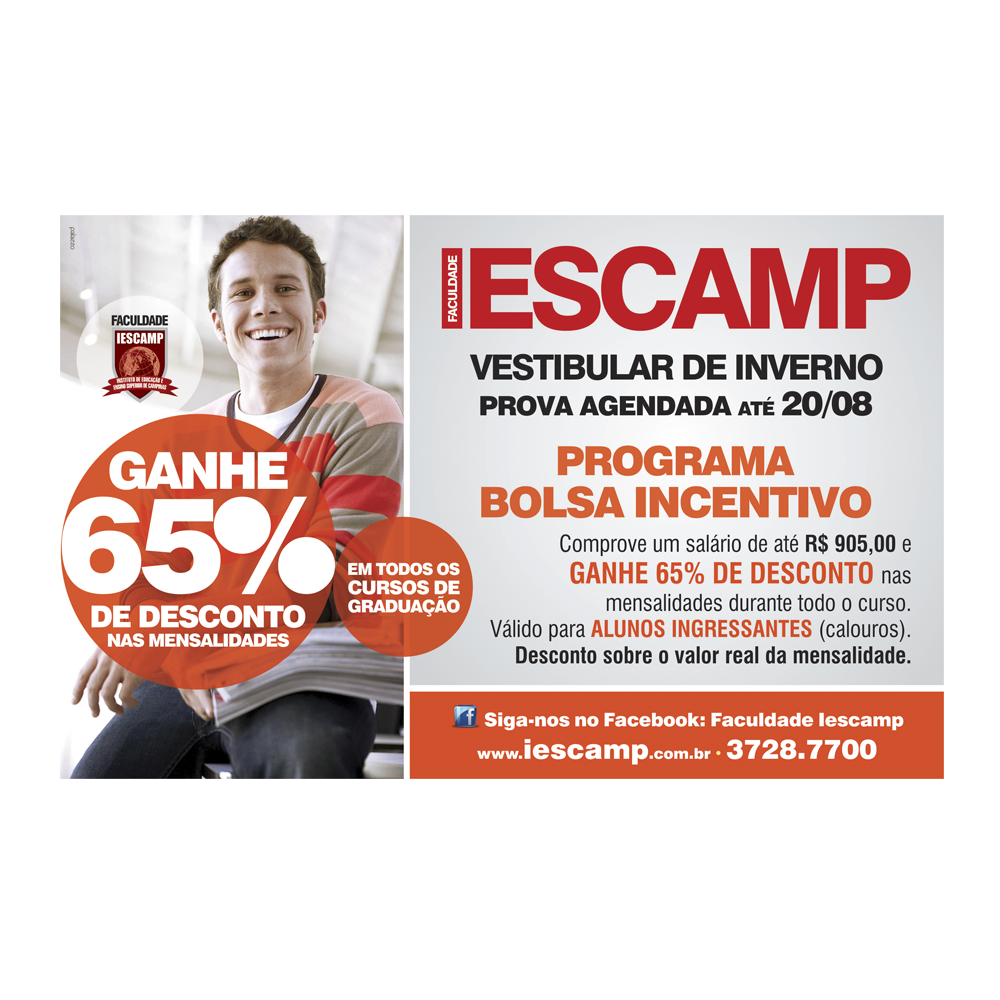 palazzo
FACULDADE
IESCAMP
INSTITUTO DE EDUCAÇÃO E
ENSINO SUPERIOR DE CAMPINAS
GANHE
65%
DE DESCONTO
NAS MENSALIDADES
EM TODOS OS
CURSOS DE
GRADUAÇÃO
FACULDADE
IESCAMP
VESTIBULAR DE INVERNO
PROVA AGENDADA ATÉ 20/08
PROGRAMA
BOLSA INCENTIVO
Comprove um salário de até R$ 905,00 e
GANHE 65% DE DESCONTO nas
mensalidades durante todo o curso.
Válido para ALUNOS INGRESSANTES (calouros).
Desconto sobre o valor real da mensalidade.
f Siga-nos no Facebook: Faculdade Iescamp
www.iescamp.com.br • 3728.7700